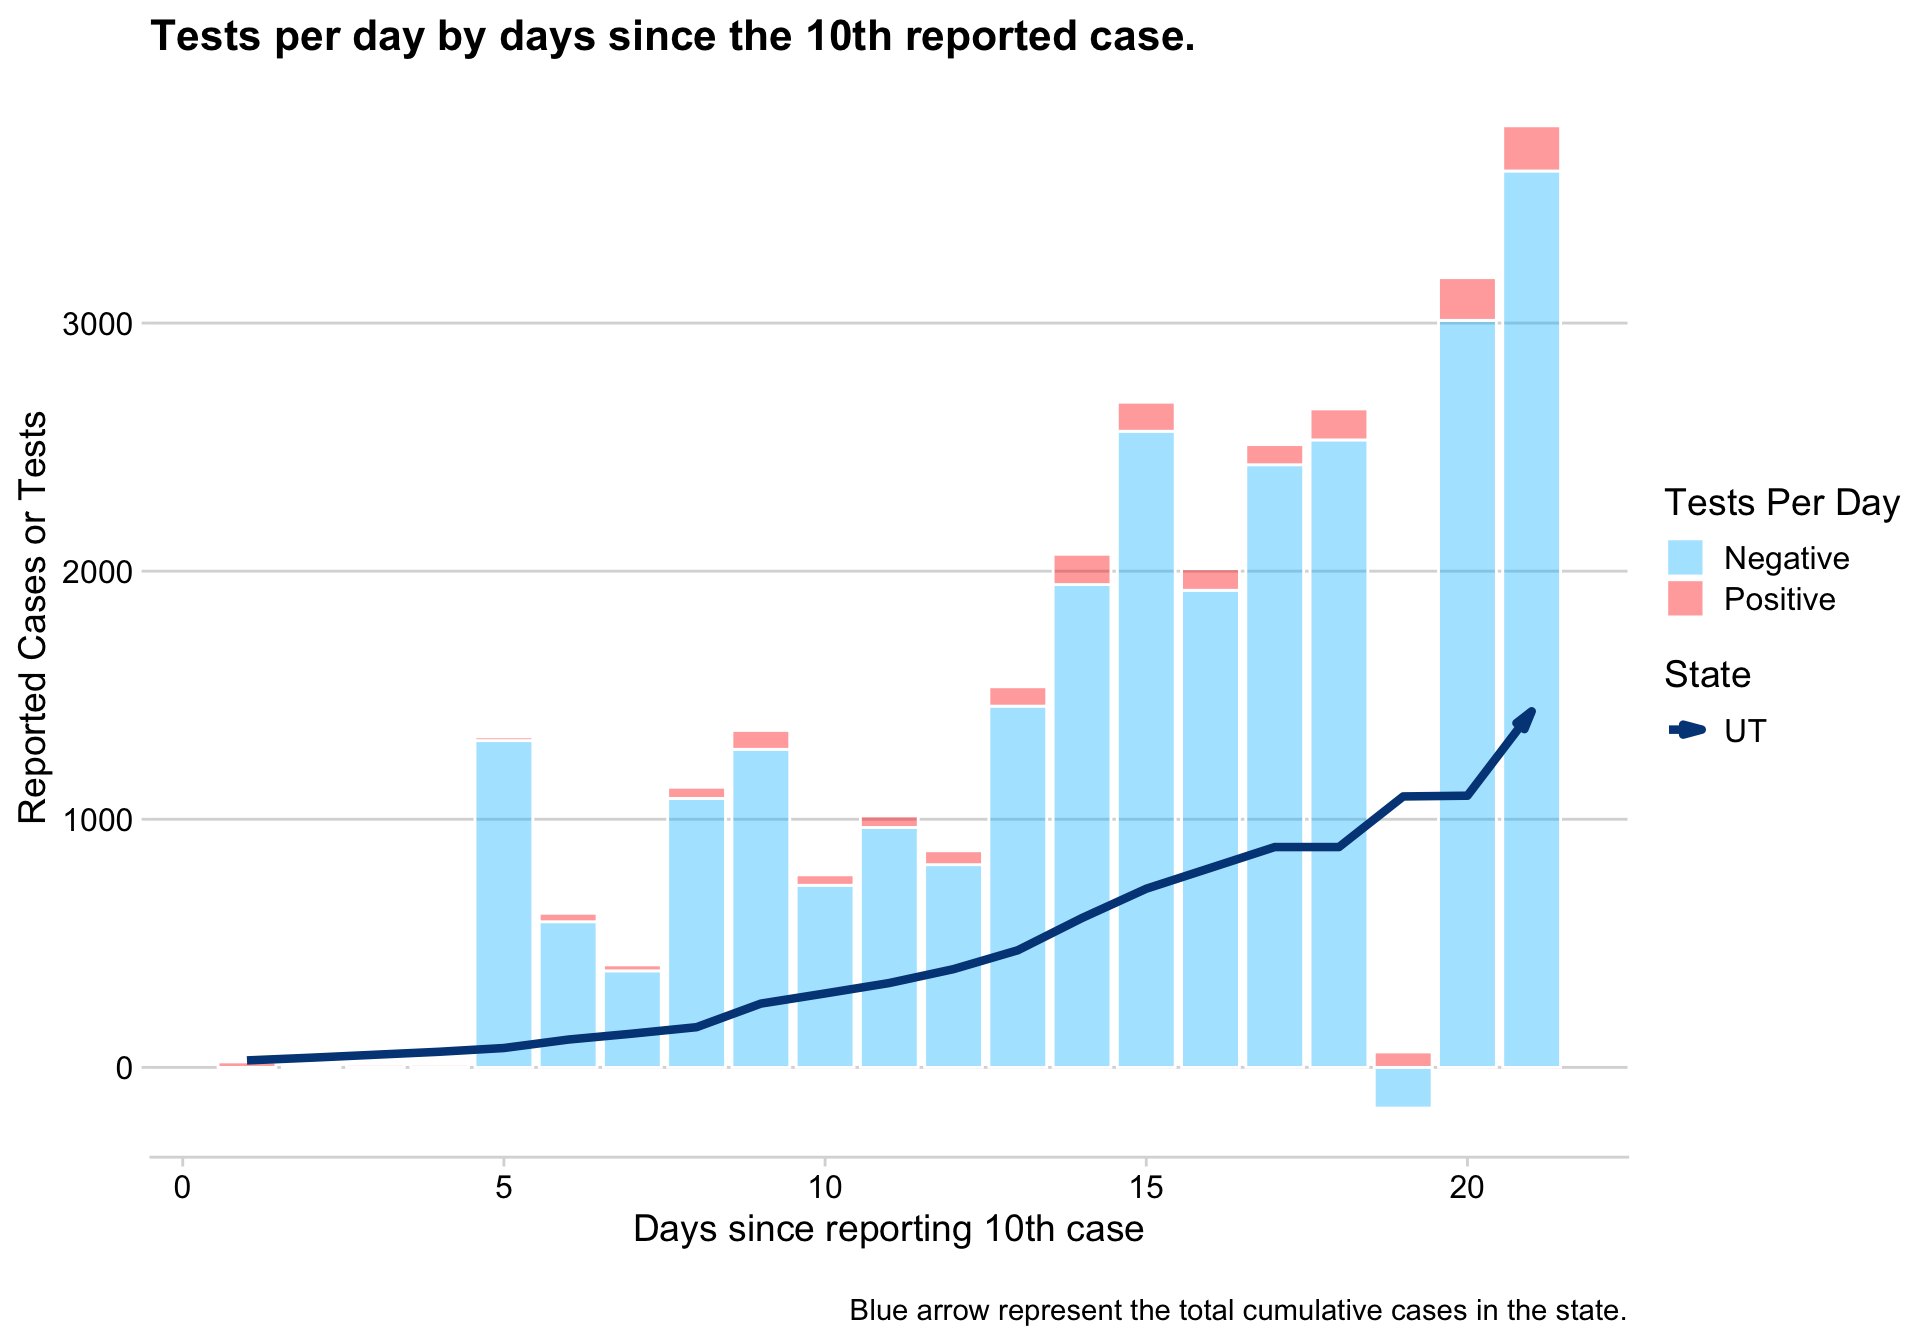 Tests per day by days since the 10th reported case.
Reported Cases or Tests
3000
2000
1000
0
0 5 10 15 20
Days since reporting 10th case
Tests Per Day
Negative
Positive
State
UT
Blue arrow represent the total cumulative cases in the state.